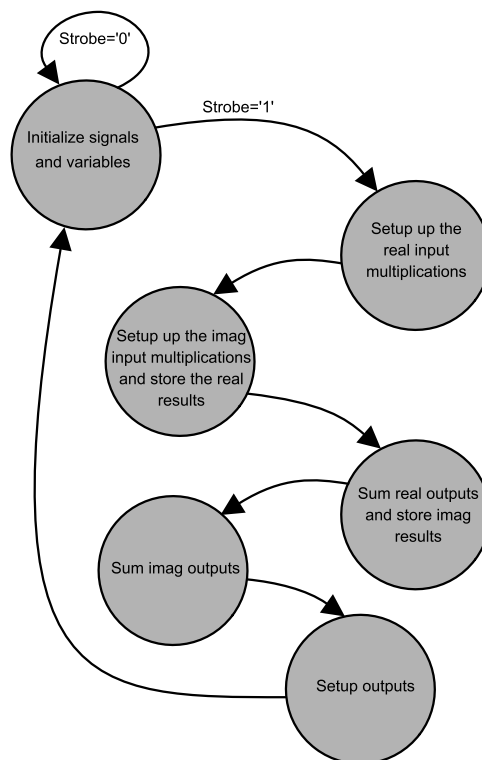 Strobe='0'
Strobe='1'
Initialize signals
and variables
Setup up the
real input
multiplications
Setup up the imag
input multiplications
and store the real
results
Sum real outputs
and store imag
results
Sum imag outputs
Setup outputs